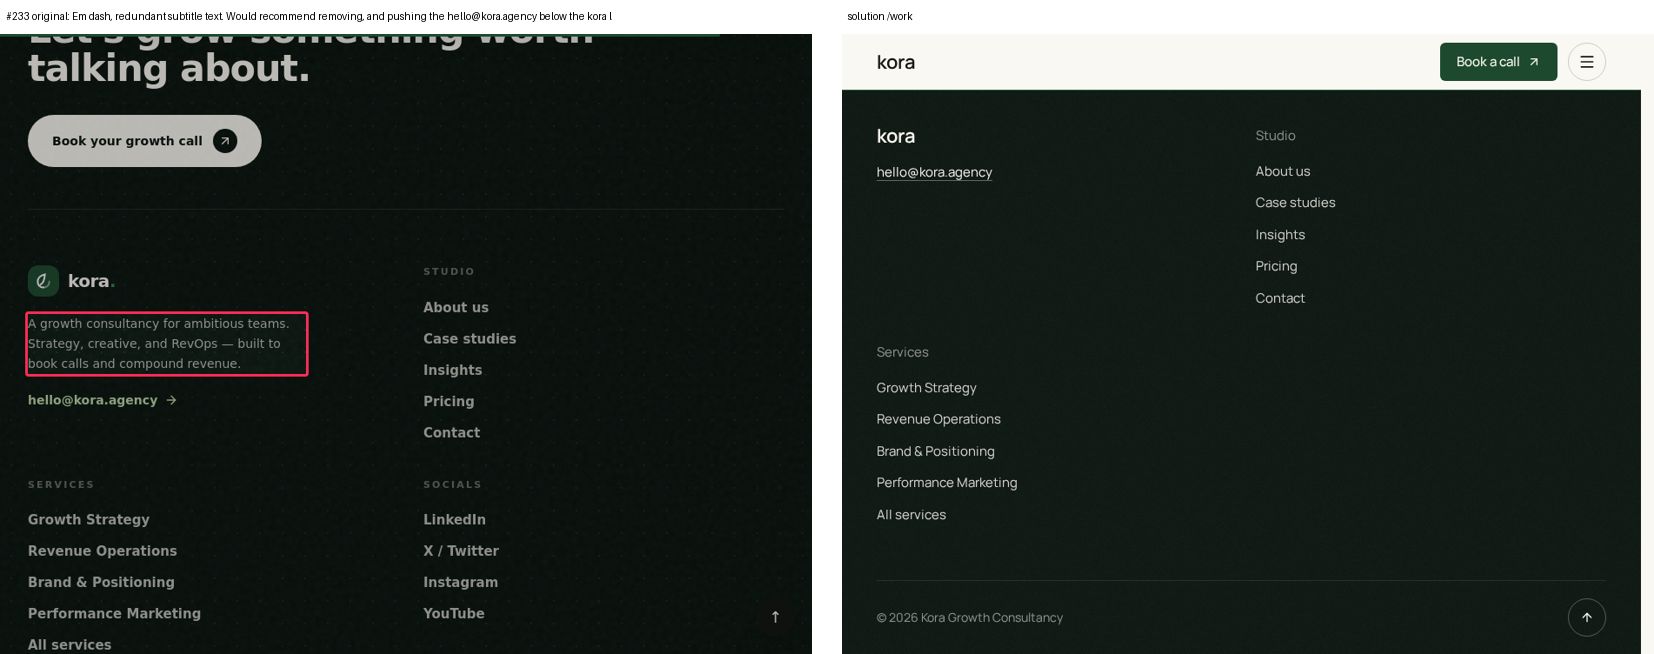 #233 original: Em dash, redundant subtitle text. Would recommend removing, and pushing the hello@kora.agency below the kora l
talking about.
Book your growth call
kora.
A growth consultancy for ambitious teams.
Strategy, creative, and RevOps — built to
book calls and compound revenue.
hello@kora.agency →
STUDIO
About us
Case studies
Insights
Pricing
Contact
SERVICES
Growth Strategy
Revenue Operations
Brand & Positioning
Performance Marketing
All services
SOCIALS
LinkedIn
X / Twitter
Instagram
YouTube
solution /work
kora
Book a call
kora
hello@kora.agency
Studio
About us
Case studies
Insights
Pricing
Contact
Services
Growth Strategy
Revenue Operations
Brand & Positioning
Performance Marketing
All services
© 2026 Kora Growth Consultancy